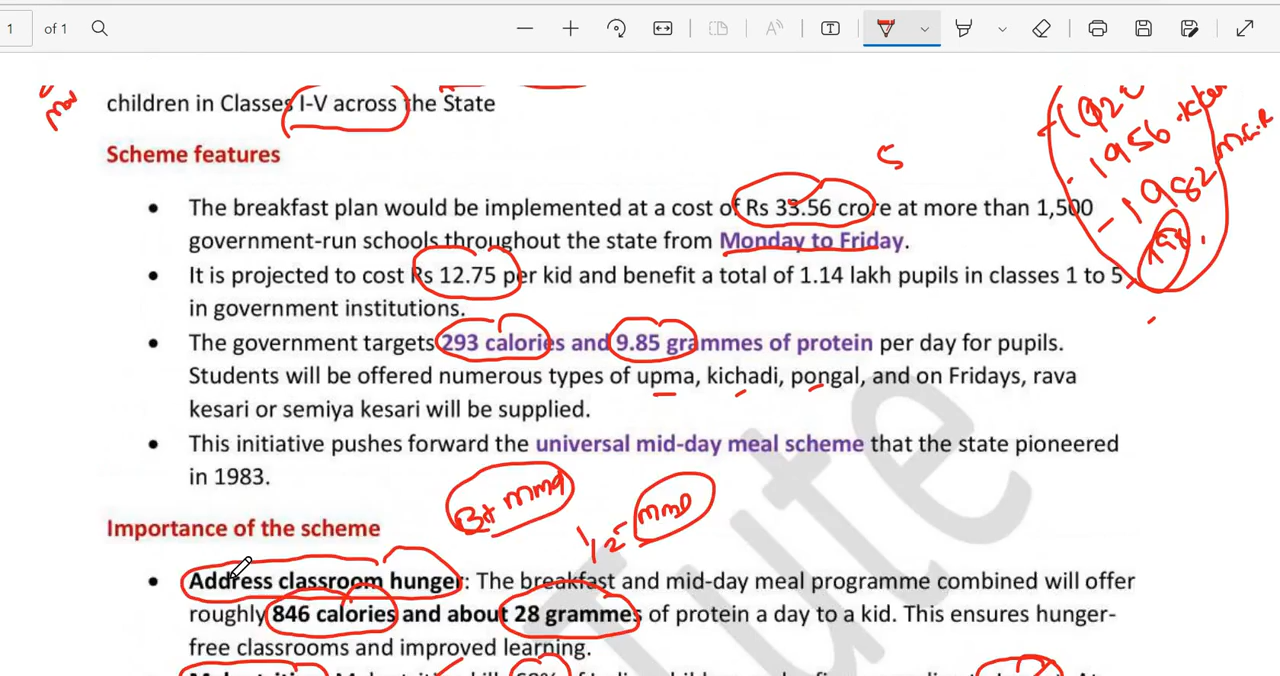 1 of 1
children in Classes I-V across the State
Scheme features
• The breakfast plan would be implemented at a cost of Rs 33.56 crore at more than 1,500
government-run schools throughout the state from Monday to Friday.
• It is projected to cost Rs 12.75 per kid and benefit a total of 1.14 lakh pupils in classes 1 to 5
in government institutions.
• The government targets 293 calories and 9.85 grammes of protein per day for pupils.
Students will be offered numerous types of upma, kichadi, pongal, and on Fridays, rava
kesari or semiya kesari will be supplied.
• This initiative pushes forward the universal mid-day meal scheme that the state pioneered
in 1983.
Importance of the scheme
• Address classroom hunger: The breakfast and mid-day meal programme combined will offer
roughly 846 calories and about 28 grammes of protein a day to a kid. This ensures hunger-
free classrooms and improved learning.
5
1956
1982 M.G.R
tute